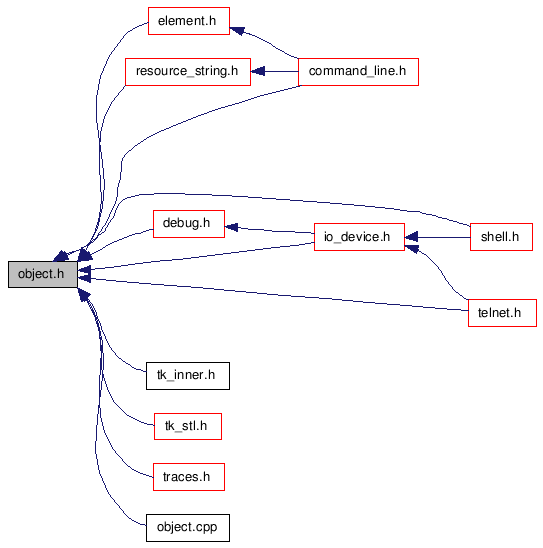 element.h
resource_string.h
command_line.h
debug.h
io_device.h
shell.h
object.h
telnet.h
tk_inner.h
tk_stl.h
traces.h
object.cpp